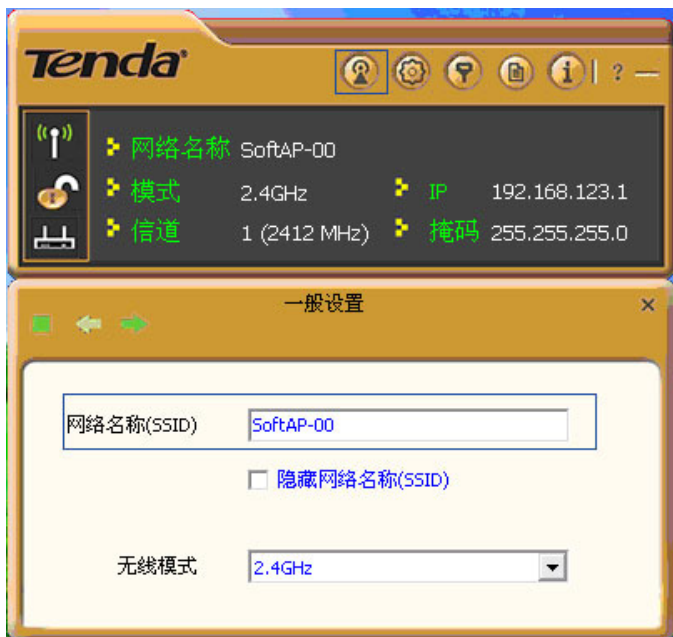 Tenda
? —
网络名称 SoftAP-00
模式 2.4GHz IP 192.168.123.1
信道 1 (2412 MHz) 掩码 255.255.255.0
一般设置 ×
网络名称(SSID) SoftAP-00
隐藏网络名称(SSID)
无线模式 2.4GHz